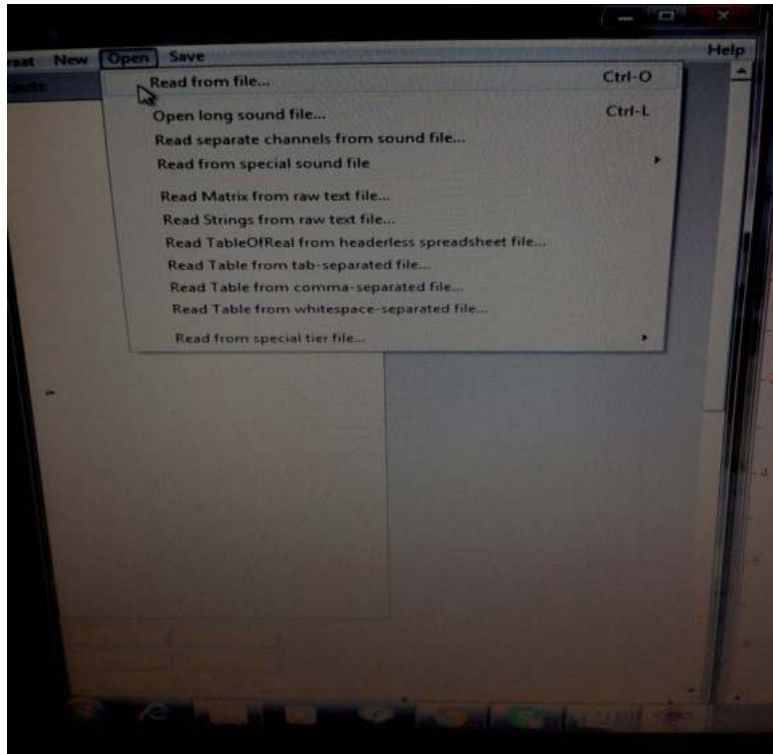 raat New Open Save Help
Read from file... Ctrl-O
Open long sound file... Ctrl-L
Read separate channels from sound file...
Read from special sound file
Read Matrix from raw text file...
Read Strings from raw text file...
Read TableOfReal from headerless spreadsheet file...
Read Table from tab-separated file...
Read Table from comma-separated file...
Read Table from whitespace-separated file...
Read from special tier file...